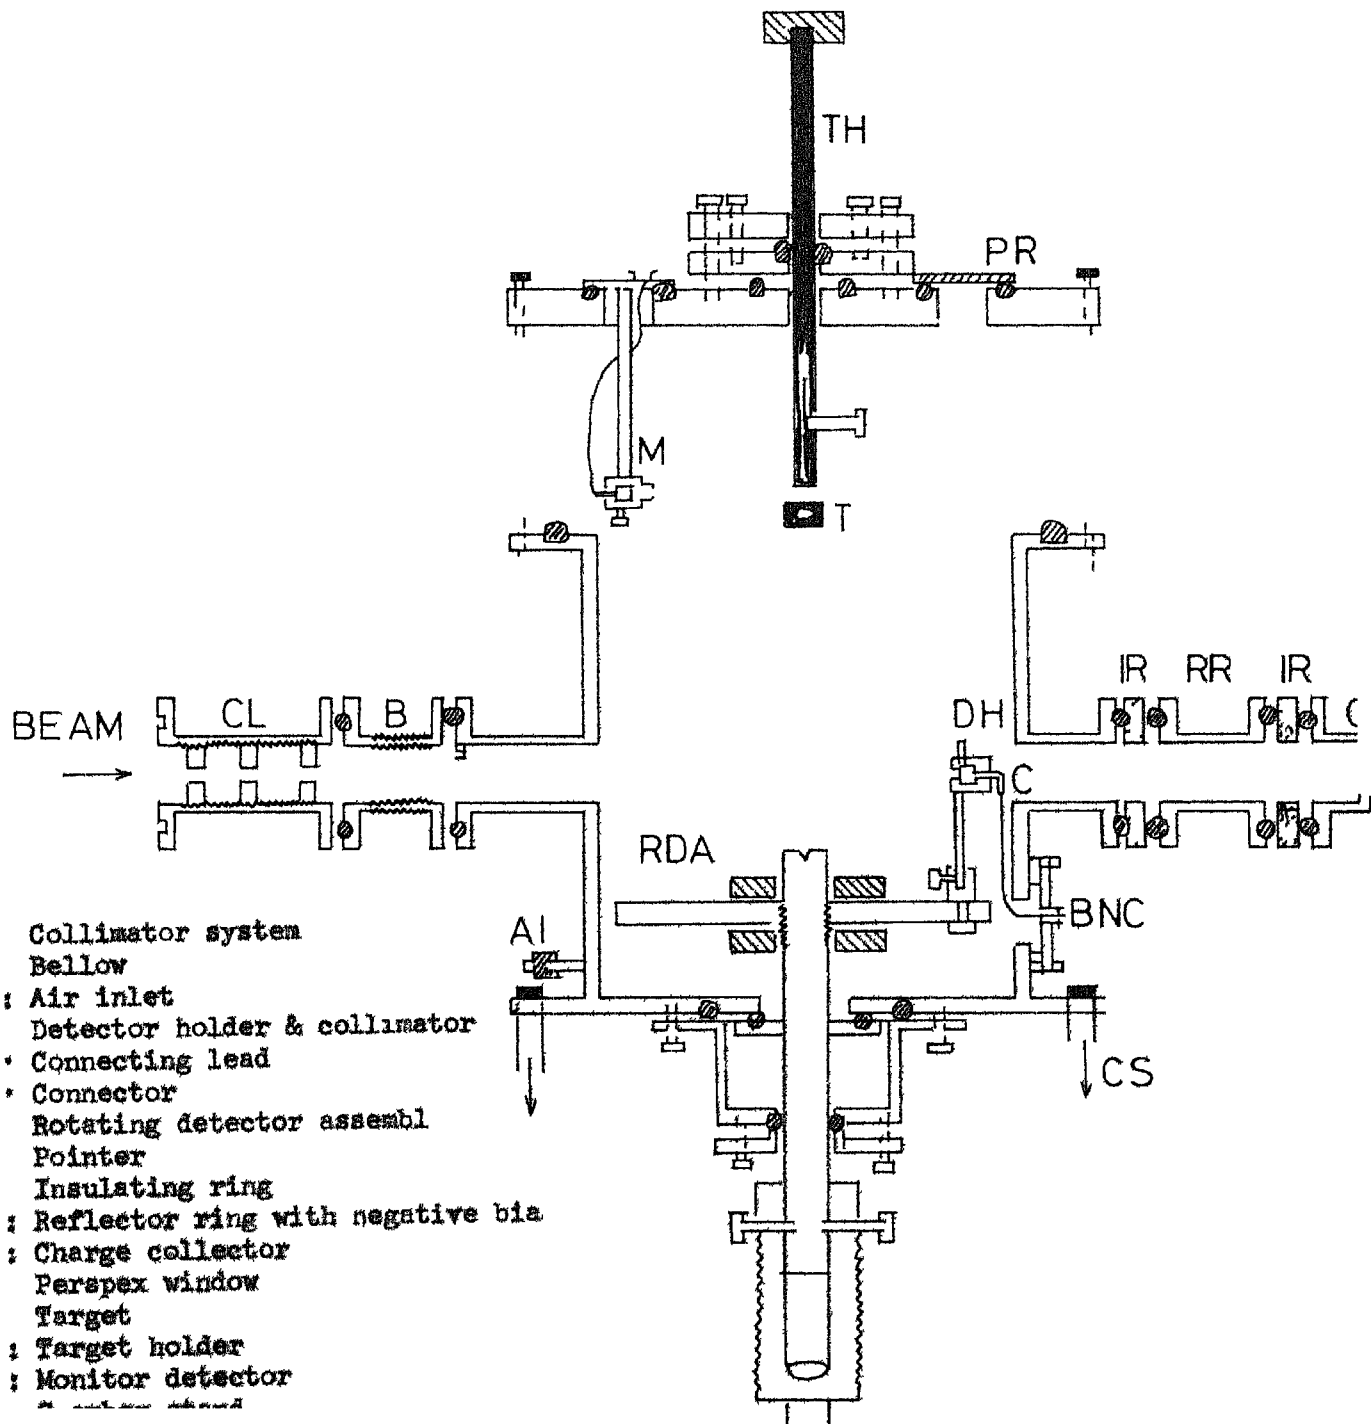 TH
PR
M
T
IR RR IR
CL B DH
BEAM
C
RDA
BNC
AI
CS
Collimator system
Bellow
: Air inlet
Detector holder & collimator
Connecting lead
Connector
Rotating detector assembl
Pointer
Insulating ring
: Reflector ring with negative bia
: Charge collector
Perspex window
Target
: Target holder
: Monitor detector